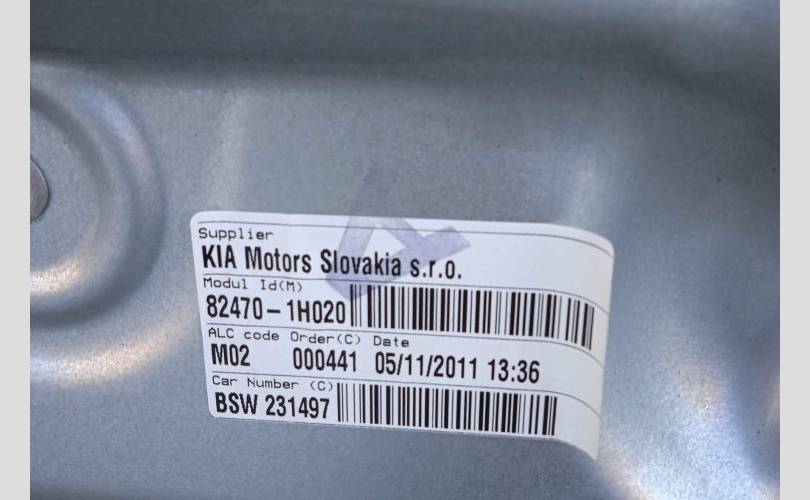 Supplier
KIA Motors Slovakia s.r.o.
Modul Id(M)
82470-1H020
ALC code Order(C) Date
M02 000441 05/11/2011 13:36
Car Number (C)
BSW 231497